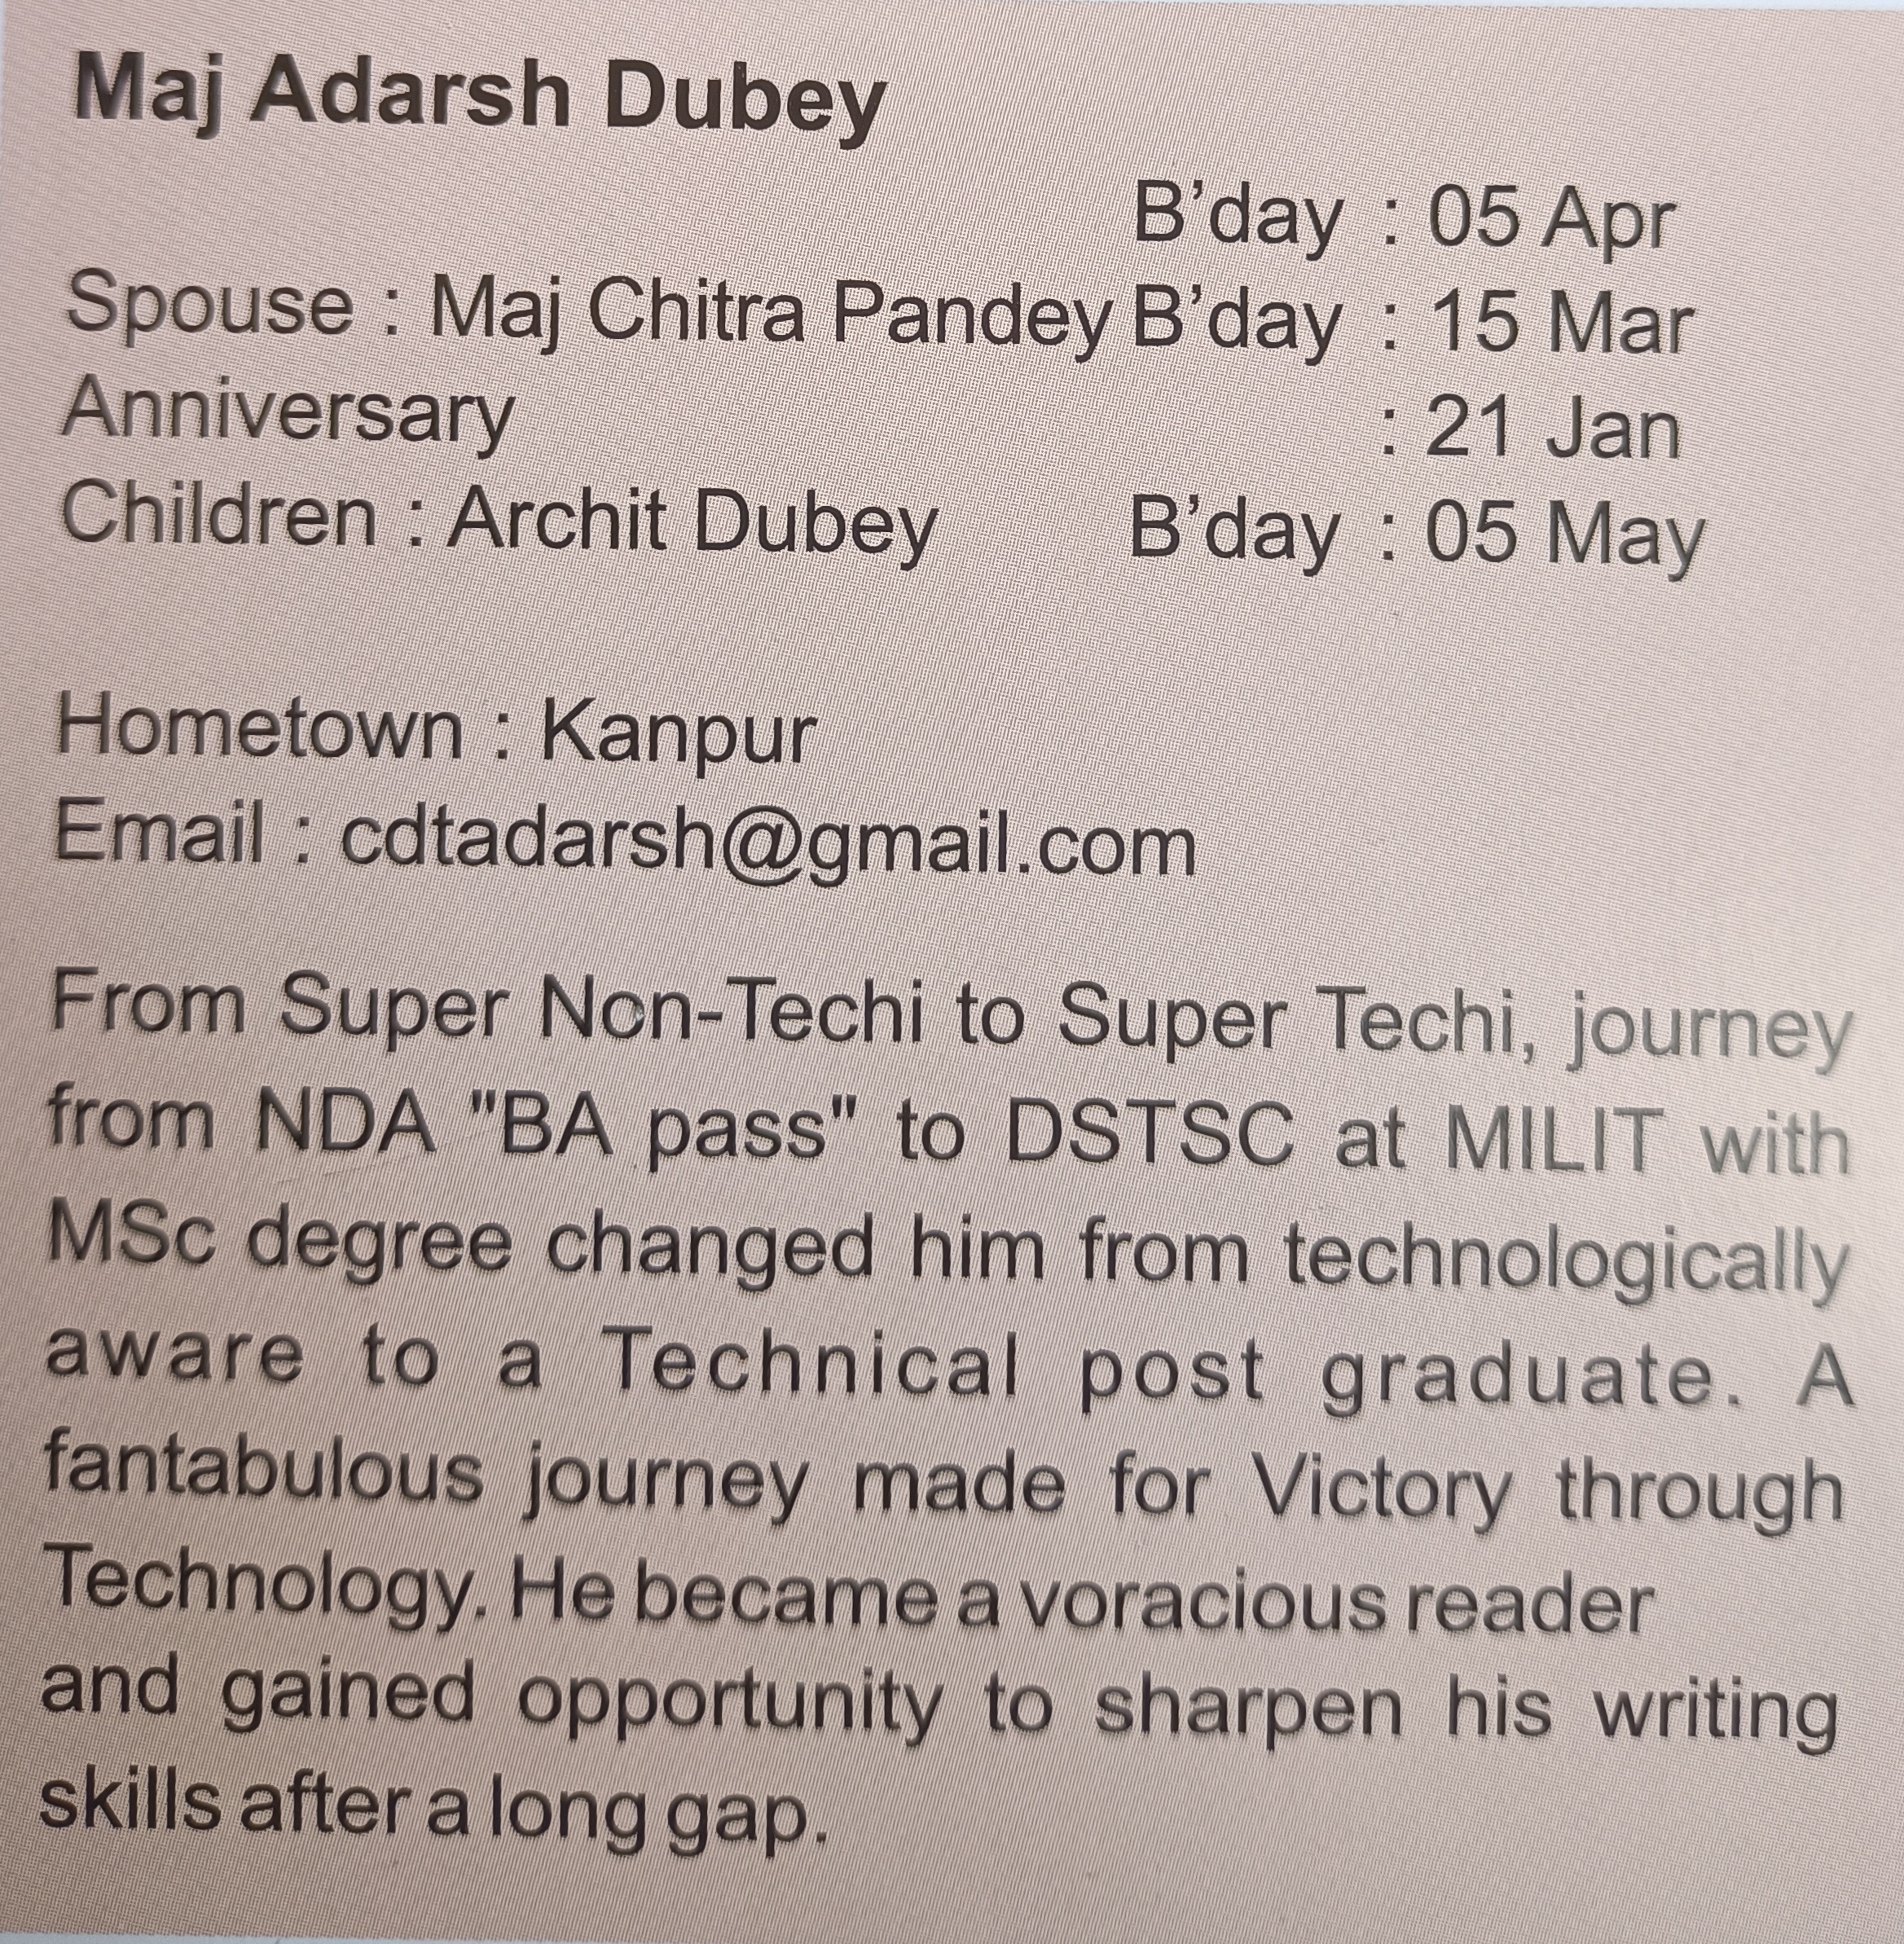 Maj Adarsh Dubey
B'day : 05 Apr
Spouse : Maj Chitra Pandey B'day : 15 Mar
Anniversary : 21 Jan
Children : Archit Dubey B'day : 05 May
Hometown : Kanpur
Email : cdtadarsh@gmail.com
From Super Non-Techi to Super Techi, journey
from NDA "BA pass" to DSTSC at MILIT with
MSc degree changed him from technologically
aware to a Technical post graduate. A
fantabulous journey made for Victory through
Technology. He became a voracious reader
and gained opportunity to sharpen his writing
skills after a long gap.